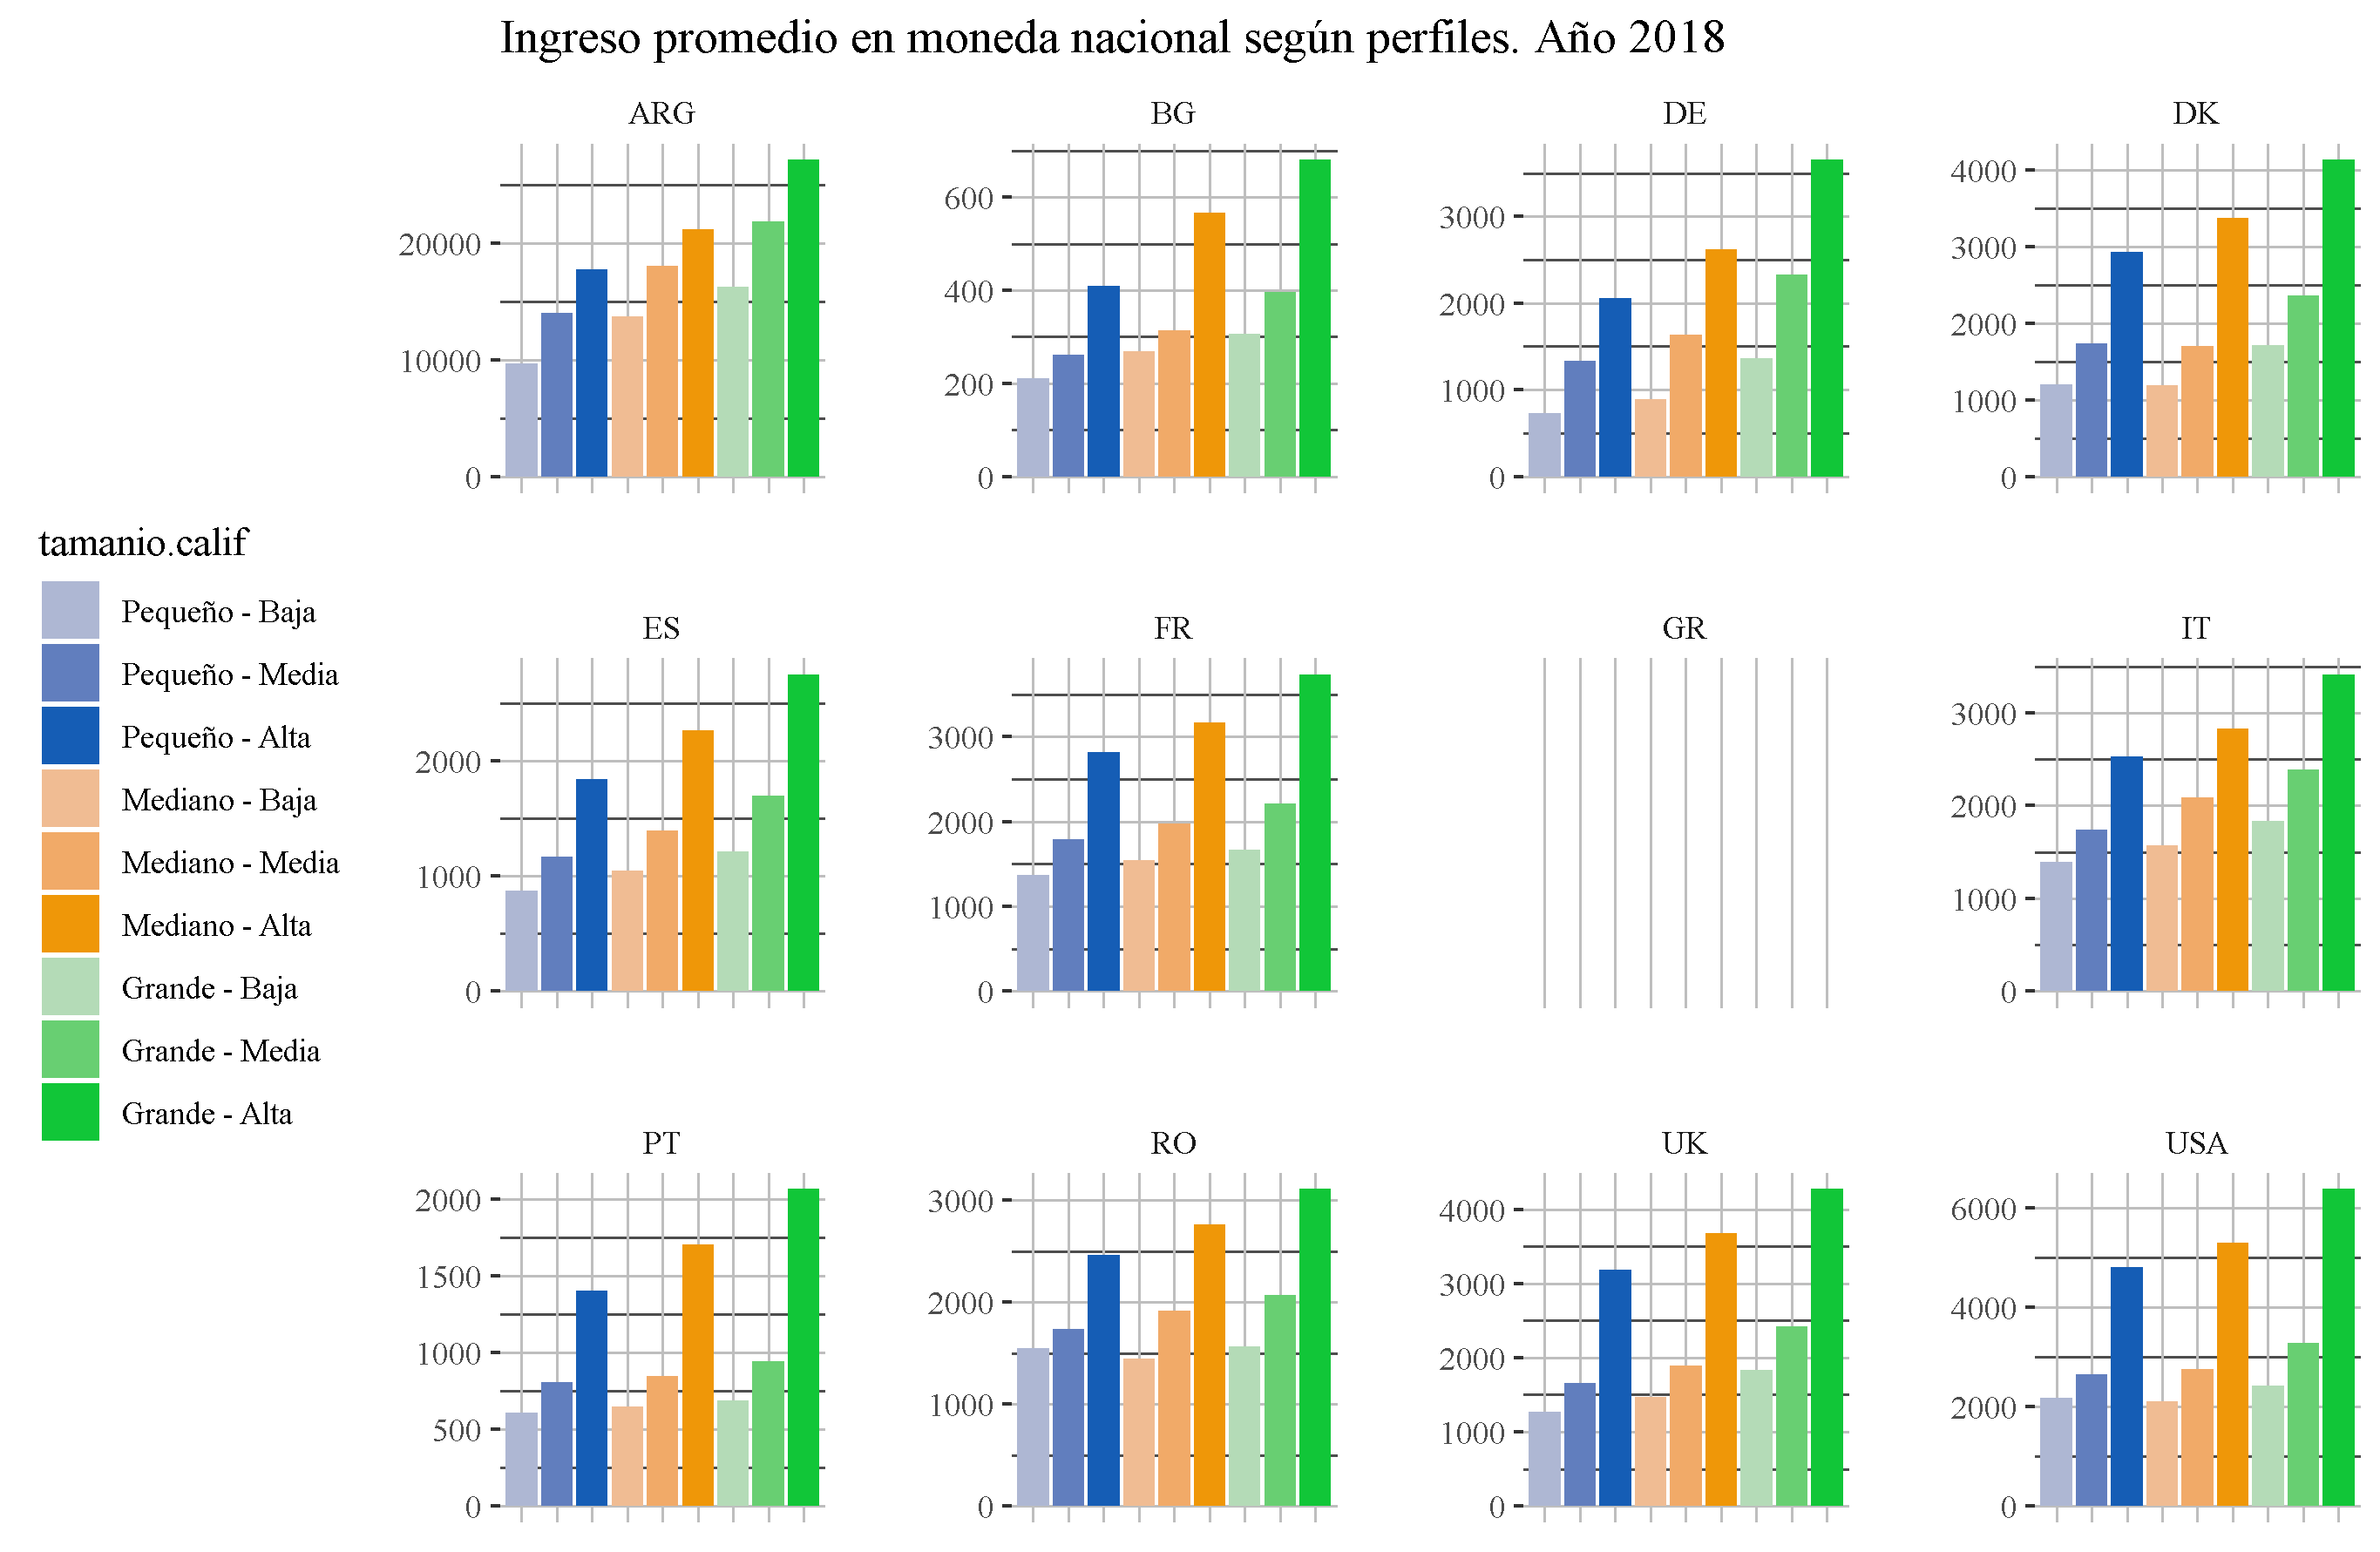 Ingreso promedio en moneda nacional según perfiles. Año 2018
ARG
BG
DE
DK
20000
10000
0
600
400
200
0
3000
2000
1000
0
4000
3000
2000
1000
0
tamanio.calif
Pequeño - Baja
Pequeño - Media
Pequeño - Alta
Mediano - Baja
Mediano - Media
Mediano - Alta
Grande - Baja
Grande - Media
Grande - Alta
ES
FR
GR
IT
2000
1000
0
3000
2000
1000
0
3000
2000
1000
0
PT
RO
UK
USA
2000
1500
1000
500
0
3000
2000
1000
0
4000
3000
2000
1000
0
6000
4000
2000
0